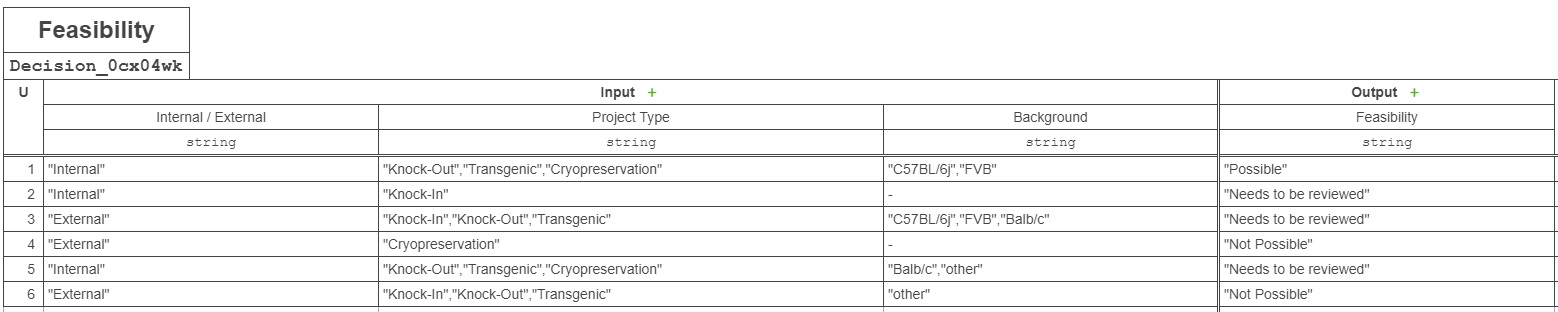 Feasibility
Decision_0cx04wk
U Input + Output +
Internal / External Project Type Background Feasibility
string string string string
1 "Internal" "Knock-Out","Transgenic","Cryopreservation" "C57BL/6j","FVB" "Possible"
2 "Internal" "Knock-In" - "Needs to be reviewed"
3 "External" "Knock-In","Knock-Out","Transgenic" "C57BL/6j","FVB","Balb/c" "Needs to be reviewed"
4 "External" "Cryopreservation" - "Not Possible"
5 "Internal" "Knock-Out","Transgenic","Cryopreservation" "Balb/c","other" "Needs to be reviewed"
6 "External" "Knock-In","Knock-Out","Transgenic" "other" "Not Possible"